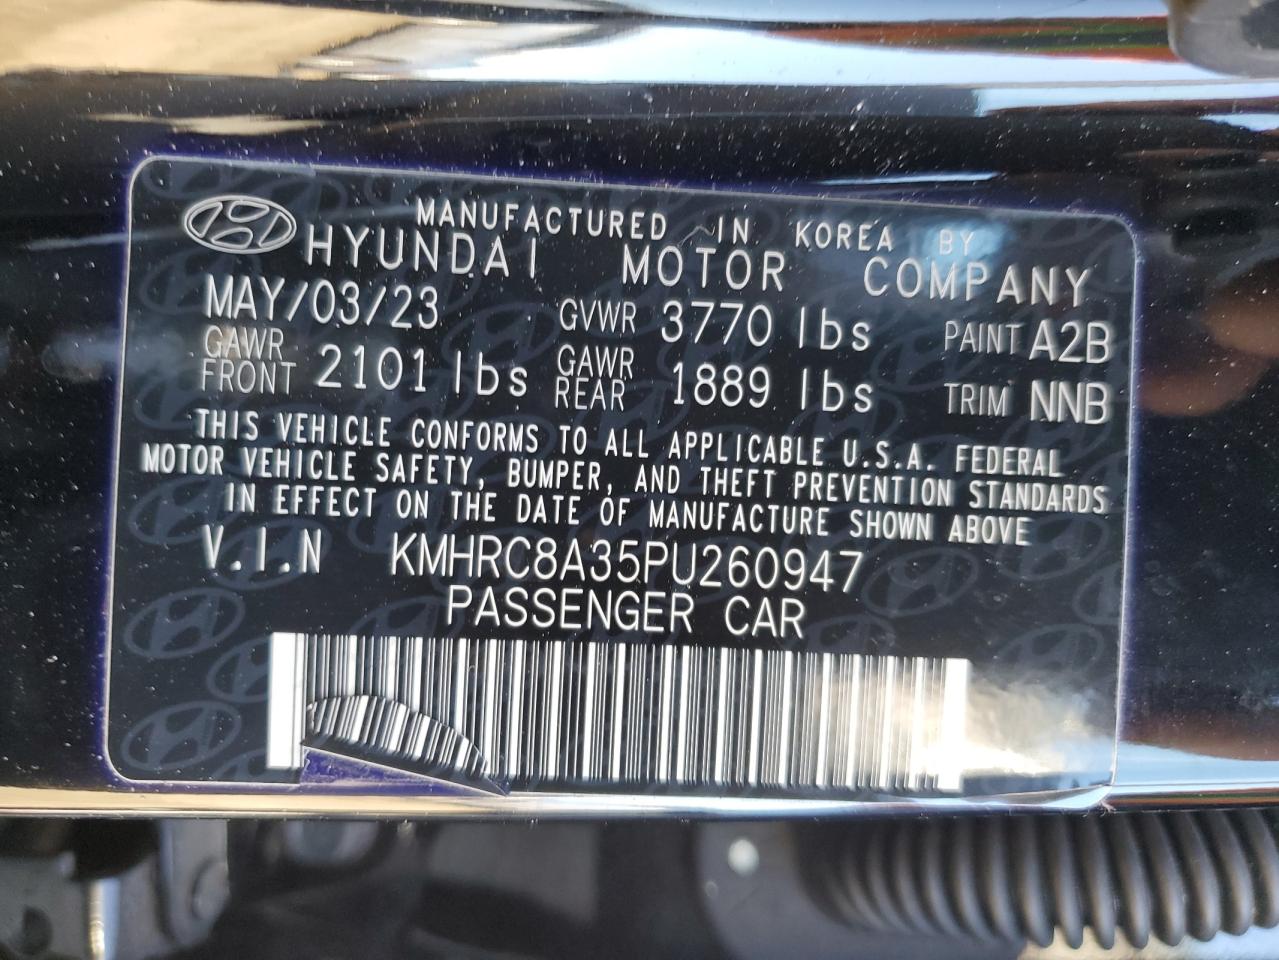 MANUFACTURED IN KOREA BY
HYUNDAI MOTOR COMPANY
MAY/03/23 GVWR 3770 lbs PAINT A2B
GAWR FRONT 2101 lbs GAWR REAR 1889 lbs TRIM NNB
THIS VEHICLE CONFORMS TO ALL APPLICABLE U.S.A. FEDERAL
MOTOR VEHICLE SAFETY, BUMPER, AND THEFT PREVENTION STANDARDS
IN EFFECT ON THE DATE OF MANUFACTURE SHOWN ABOVE
V.I.N KMHRC8A35PU260947
PASSENGER CAR